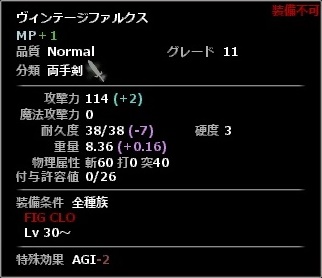 ヴィンテージファルクス 装備不可
MP+1
品質 Normal グレード 11
分類 両手剣
攻撃力 114 (+2)
魔法攻撃力 0
耐久度 38/38 (-7) 硬度 3
重量 8.36 (+0.16)
物理属性 斬60 打0 突40
付与許容値 0/26
装備条件 全種族
FIG CLO
Lv 30～
特殊効果 AGI-2